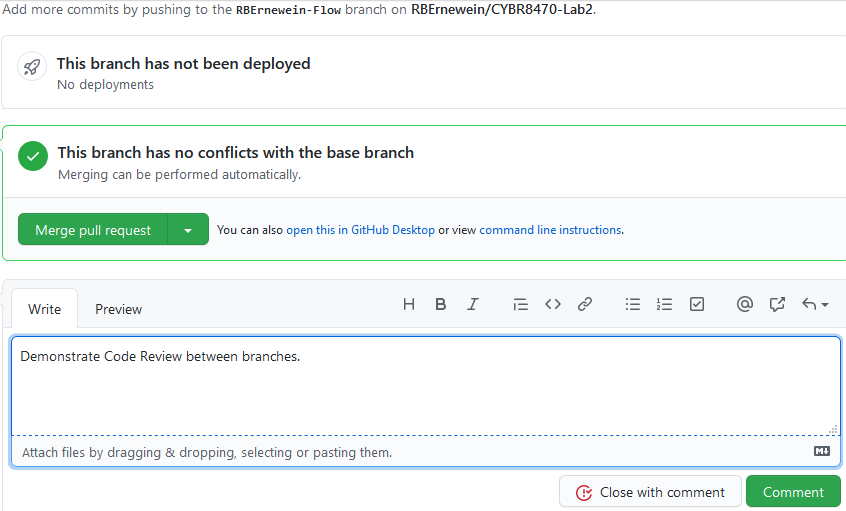 Add more commits by pushing to the RBErnewein-Flow branch on RBErnewein/CYBR8470-Lab2.
This branch has not been deployed
No deployments
This branch has no conflicts with the base branch
Merging can be performed automatically.
Merge pull request You can also open this in GitHub Desktop or view command line instructions.
Write Preview H B I
Demonstrate Code Review between branches.
Attach files by dragging & dropping, selecting or pasting them.
Close with comment Comment